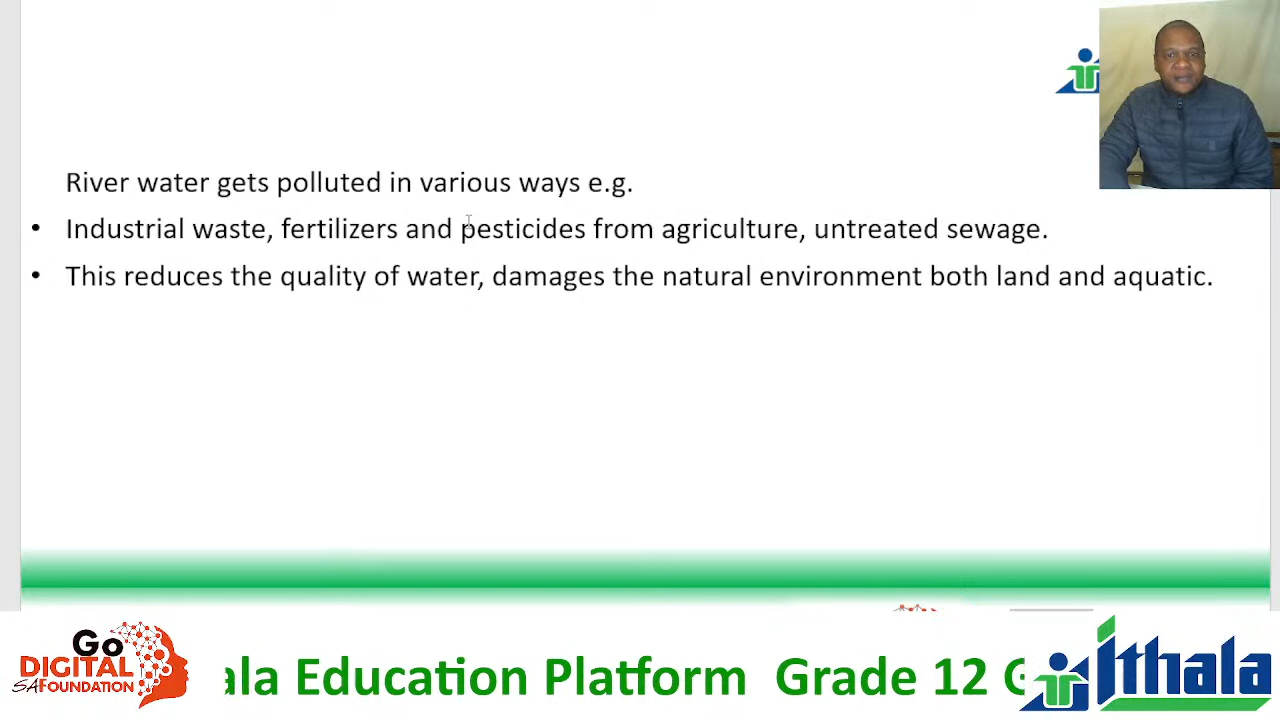 River water gets polluted in various ways e.g.
• Industrial waste, fertilizers and pesticides from agriculture, untreated sewage.
• This reduces the quality of water, damages the natural environment both land and aquatic.
Go
DIGITAL
SA FOUNDATION
ala Education Platform Grade 12 G
Ithala